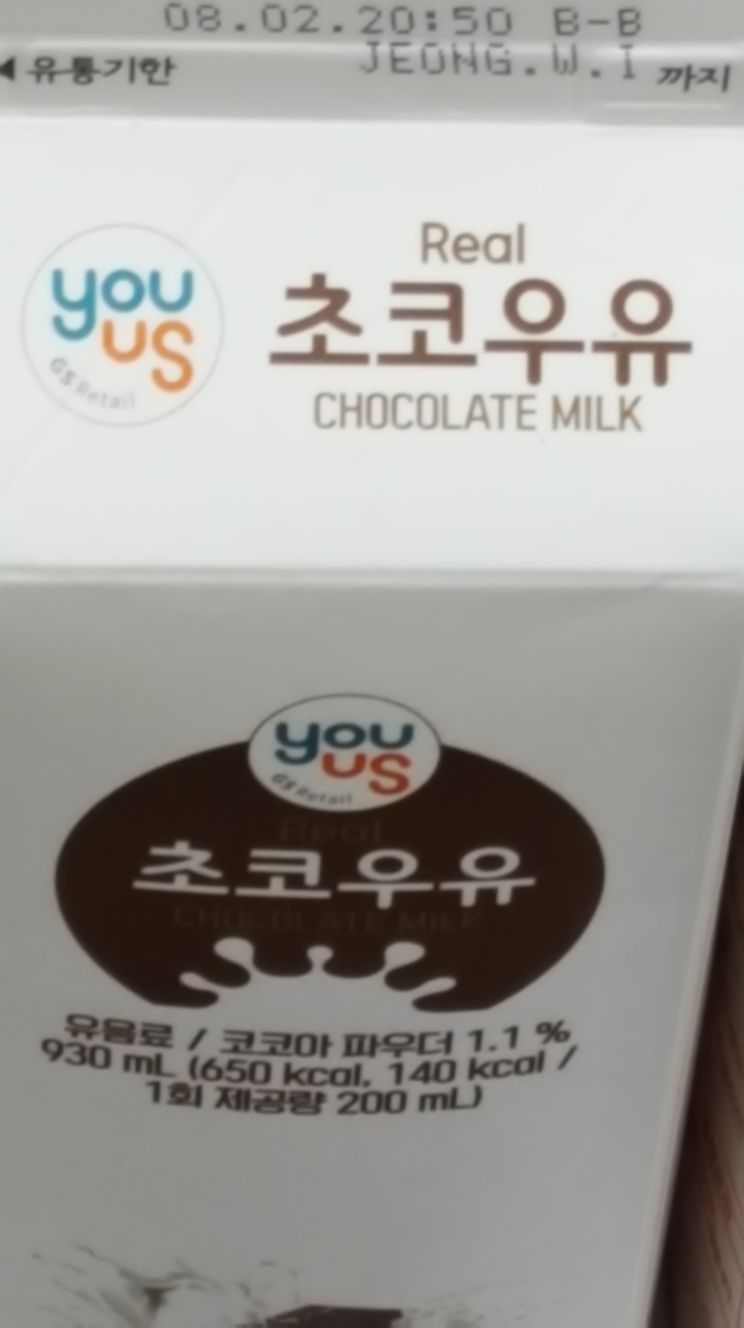 08.02.20:50 B-B
◀ 유통기한 JEONG.W.I 까지
you
us
GS Retail
Real
초코우유
CHOCOLATE MILK
you
us
GS Retail
Real
초코우유
CHOCOLATE MILK
유음료 / 코코아 파우더 1.1 %
930 mL (650 kcal, 140 kcal /
1회 제공량 200 mL)